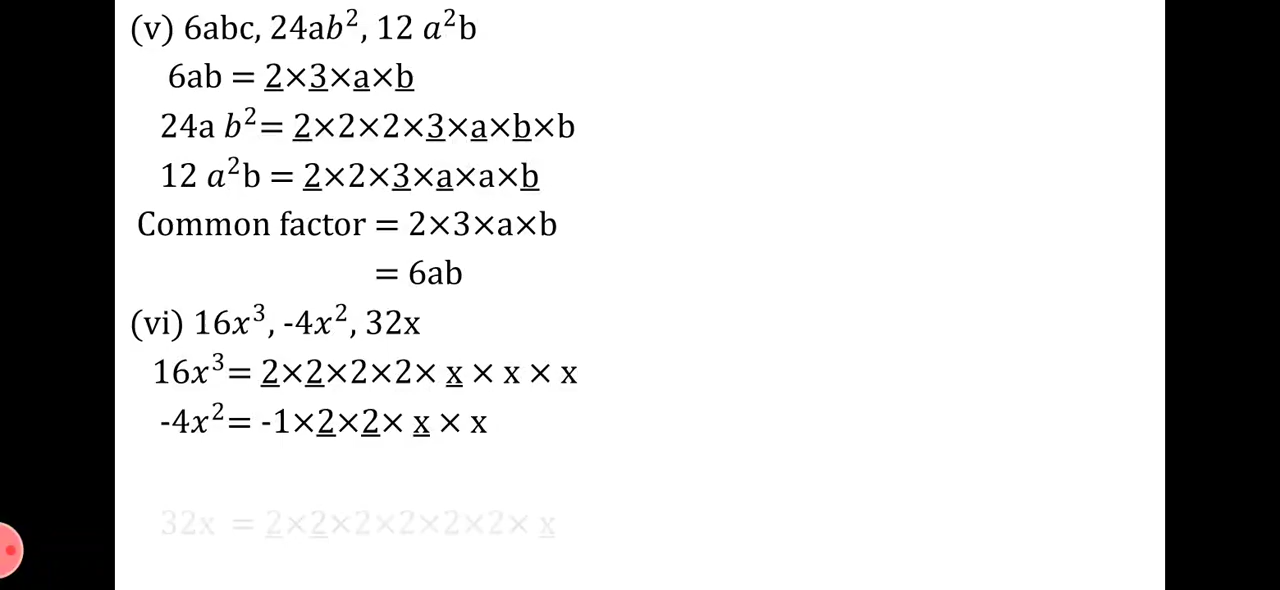 (v) 6abc, 24ab², 12 a²b
6ab = 2×3×a×b
24a b²= 2×2×2×3×a×b×b
12 a²b = 2×2×3×a×a×b
Common factor = 2×3×a×b
= 6ab
(vi) 16x³, -4x², 32x
16x³= 2×2×2×2× x × x × x
-4x²= -1×2×2× x × x
32x = 2×2×2×2×2×2× x